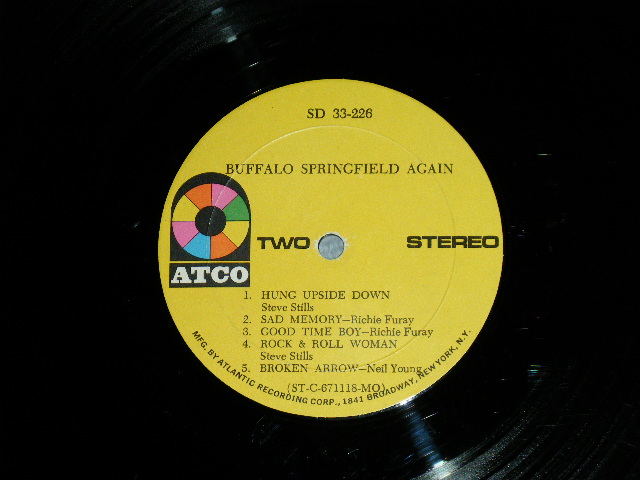 SD 33-226
BUFFALO SPRINGFIELD AGAIN
ATCO
TWO
STEREO
1. HUNG UPSIDE DOWN
Steve Stills
2. SAD MEMORY—Richie Furay
3. GOOD TIME BOY—Richie Furay
4. ROCK & ROLL WOMAN
Steve Stills
5. BROKEN ARROW—Neil Young
(ST-C-671118-MO)
MFG. BY ATLANTIC RECORDING CORP., 1841 BROADWAY, NEW YORK, N.Y.